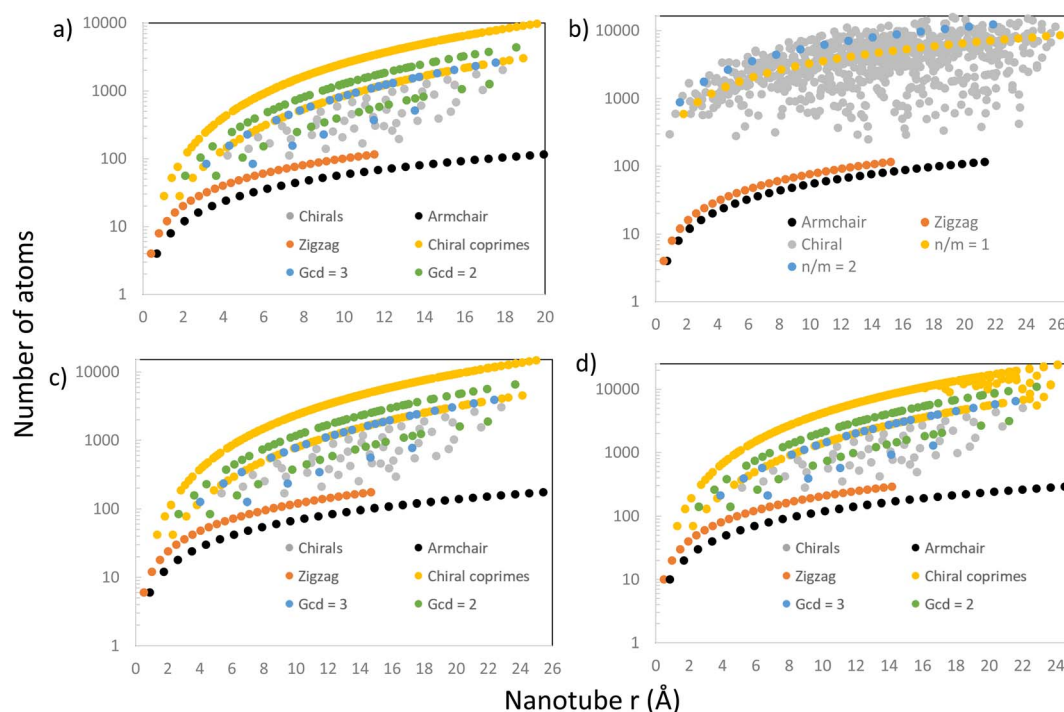 a)
10000
1000
100
10
1
0 2 4 6 8 10 12 14 16 18 20
Chirals Armchair
Zigzag Chiral coprimes
Gcd = 3 Gcd = 2
b)
10000
1000
100
10
1
0 2 4 6 8 10 12 14 16 18 20 22 24 26
Armchair Zigzag
Chiral n/m = 1
n/m = 2
Number of atoms
c)
10000
1000
100
10
1
0 2 4 6 8 10 12 14 16 18 20 22 24 26
Chirals Armchair
Zigzag Chiral coprimes
Gcd = 3 Gcd = 2
d)
10000
1000
100
10
1
0 2 4 6 8 10 12 14 16 18 20 22 24
Chirals Armchair
Zigzag Chiral coprimes
Gcd = 3 Gcd = 2
Nanotube r (Å)